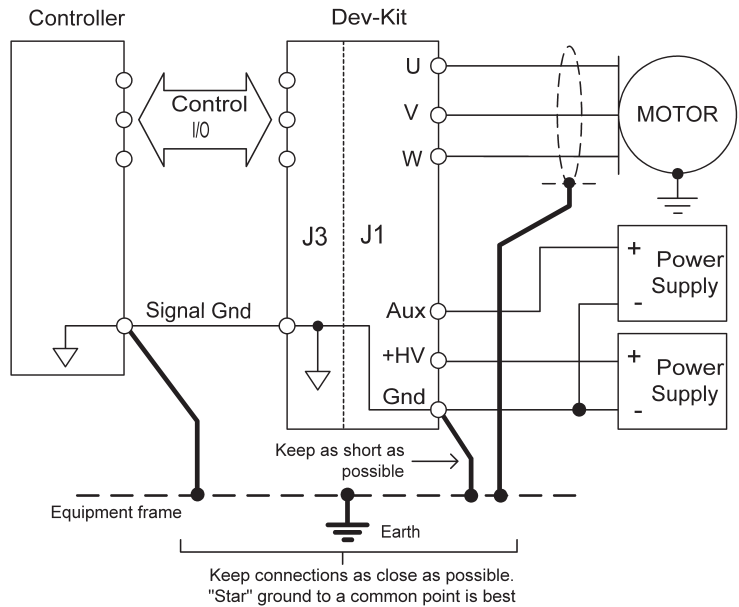 Controller
Dev-Kit
Control
I/O
U
V
W
MOTOR
J3
J1
+
Power
Supply
-
Signal Gnd
Aux
+HV
+
Power
Supply
-
Gnd
Keep as short as
possible
Equipment frame
Earth
Keep connections as close as possible.
"Star" ground to a common point is best